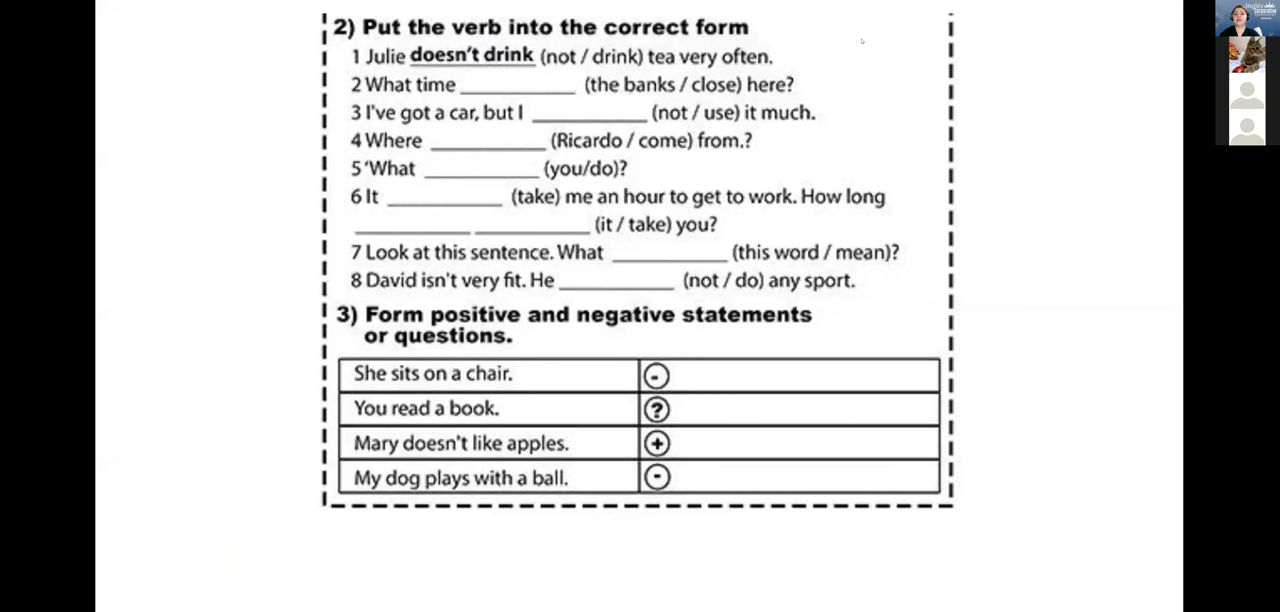 2) Put the verb into the correct form
1 Julie doesn't drink (not / drink) tea very often.
2 What time ____________ (the banks / close) here?
3 I've got a car, but I ____________ (not / use) it much.
4 Where ____________ (Ricardo / come) from.?
5 ‘What ____________ (you/do)?
6 It ____________ (take) me an hour to get to work. How long
____________ ____________ (it / take) you?
7 Look at this sentence. What ____________ (this word / mean)?
8 David isn't very fit. He ____________ (not / do) any sport.
3) Form positive and negative statements
or questions.
She sits on a chair. -
You read a book. ?
Mary doesn't like apples. +
My dog plays with a ball. -
Inglés
Corporativo